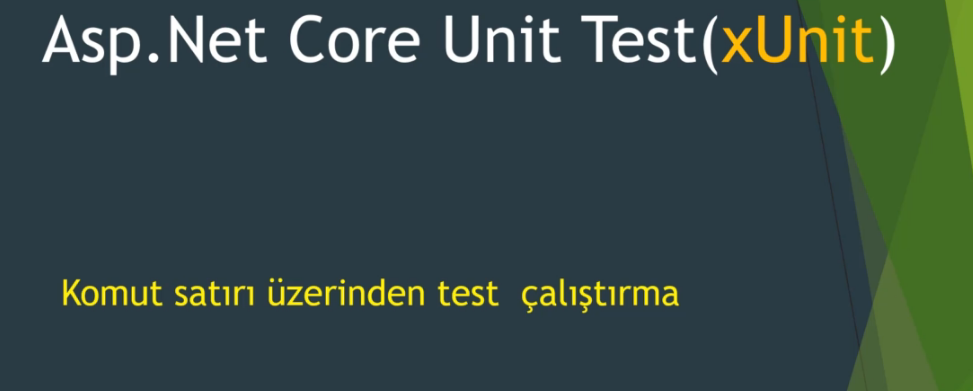 Asp.Net Core Unit Test(xUnit)
Komut satırı üzerinden test  çalıştırma